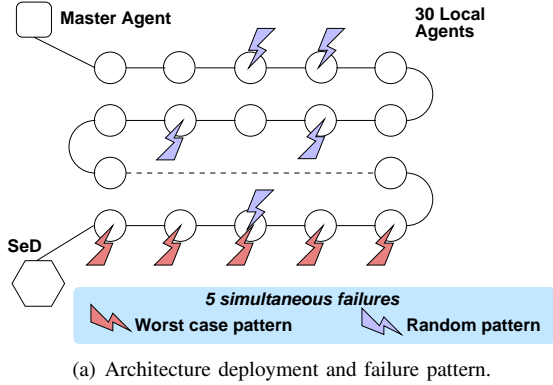 Master Agent
30 Local
Agents
SeD
5 simultaneous failures
Worst case pattern
Random pattern
(a) Architecture deployment and failure pattern.